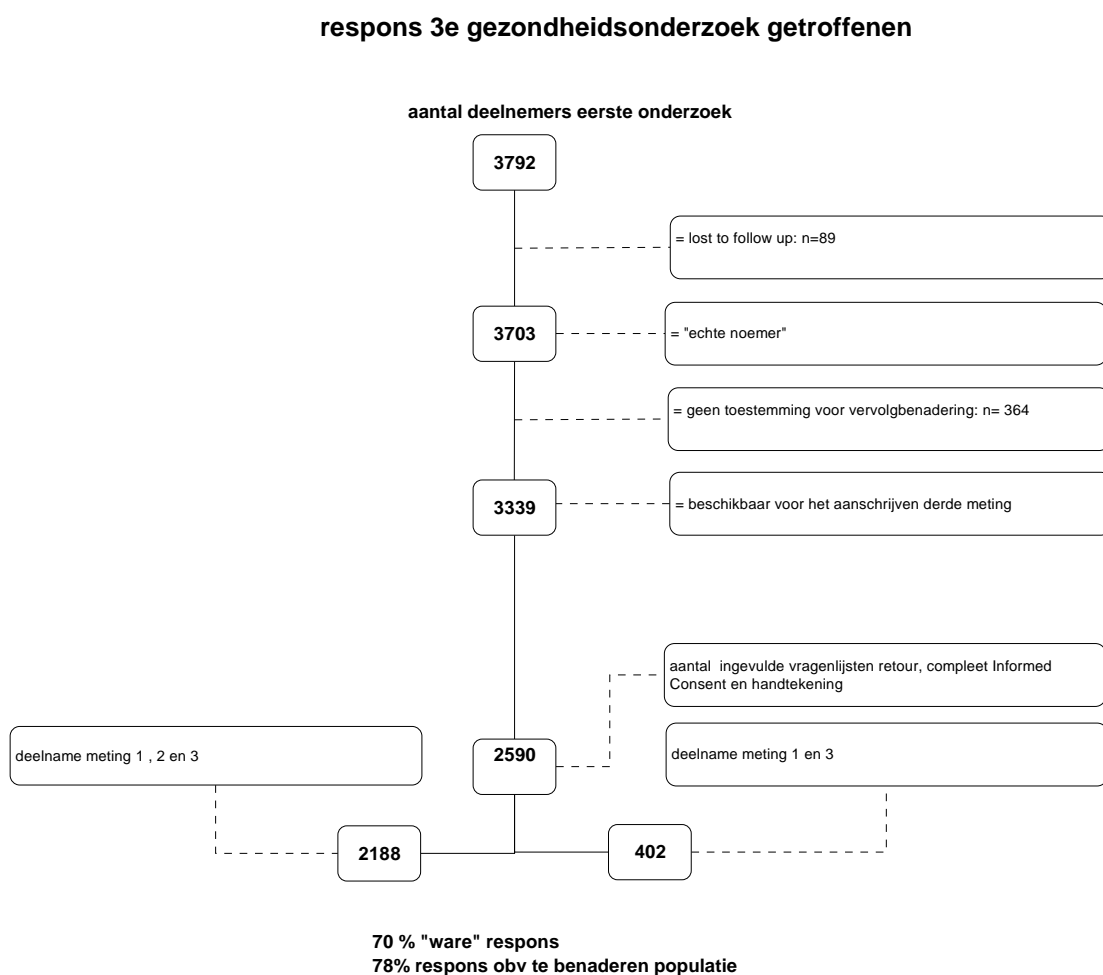 respons 3e gezondheidsonderzoek getroffenen
aantal deelnemers eerste onderzoek
3792
= lost to follow up: n=89
3703
= "echte noemer"
= geen toestemming voor vervolgbenadering: n= 364
3339
= beschikbaar voor het aanschrijven derde meting
aantal  ingevulde vragenlijsten retour, compleet Informed
Consent en handtekening
deelname meting 1 , 2 en 3
2590
deelname meting 1 en 3
2188
402
70 % "ware" respons
78% respons obv te benaderen populatie